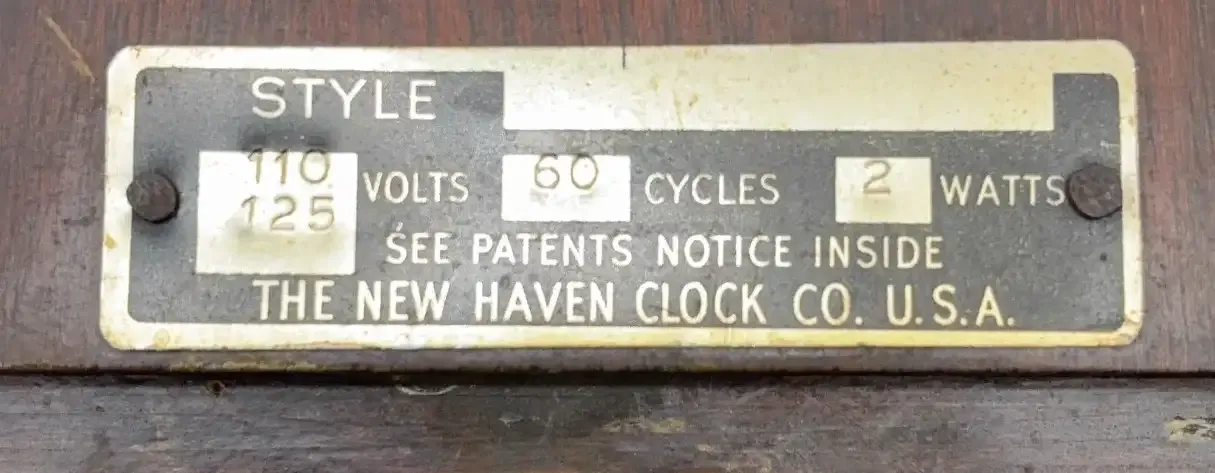 STYLE
110
125 VOLTS 60 CYCLES 2 WATTS
SEE PATENTS NOTICE INSIDE
THE NEW HAVEN CLOCK CO. U.S.A.